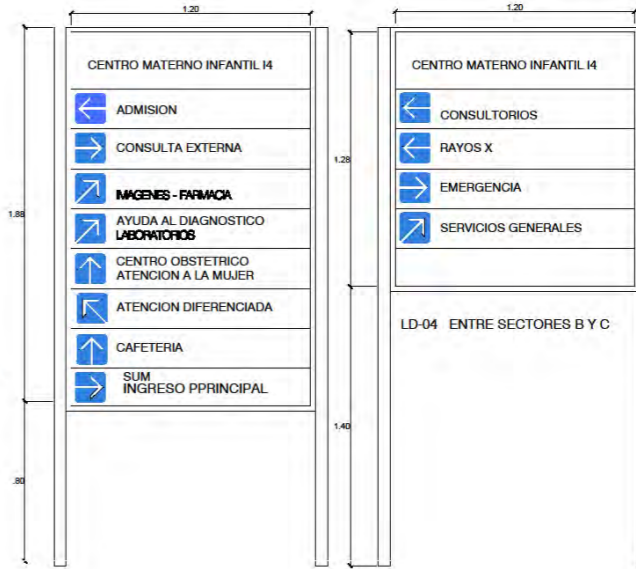 1.20
CENTRO MATERNO INFANTIL I4
ADMISION
CONSULTA EXTERNA
IMAGENES - FARMACIA
AYUDA AL DIAGNOSTICO
LABORATORIOS
CENTRO OBSTETRICO
ATENCION A LA MUJER
ATENCION DIFERENCIADA
CAFETERIA
SUM
INGRESO PPRINCIPAL
1.88
.80
1.20
CENTRO MATERNO INFANTIL I4
CONSULTORIOS
RAYOS X
EMERGENCIA
SERVICIOS GENERALES
1.28
1.40
LD-04 ENTRE SECTORES B Y C